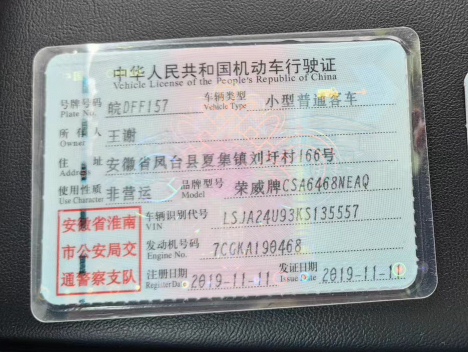 中华人民共和国机动车行驶证
Vehicle License of the People's Republic of China
号牌号码 皖DFF157 车辆类型 小型普通客车
Plate No. Vehicle Type
所有人 王谢
Owner
住址 安徽省凤台县夏集镇刘圩村166号
Address
使用性质 非营运 品牌型号 荣威牌CSA6468NEAQ
Use Character Model
安徽省淮南
市公安局交
通警察支队
车辆识别代号 LSJA24U93KS135557
VIN
发动机号码 7CGKA190468
Engine No.
注册日期 2019-11-11 发证日期 2019-11-11
Register Date Issue Date